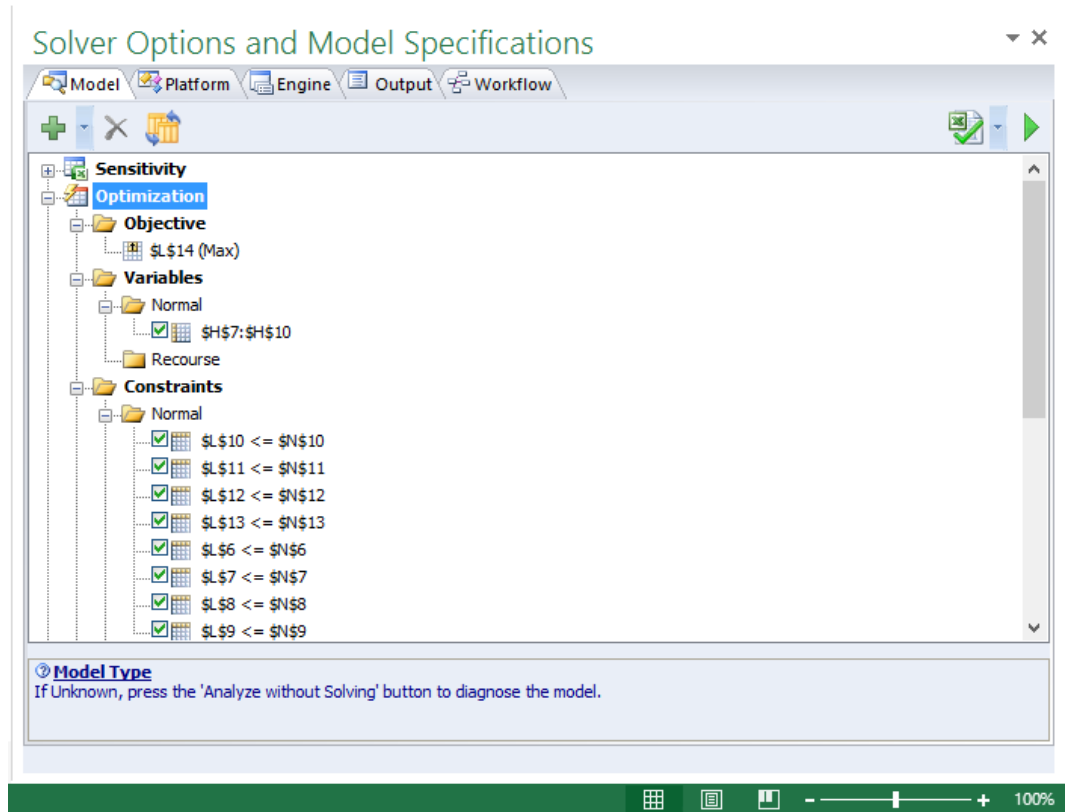 Solver Options and Model Specifications
Model Platform Engine Output Workflow
Sensitivity
Optimization
Objective
$L$14 (Max)
Variables
Normal
$H$7:$H$10
Recourse
Constraints
Normal
$L$10 <= $N$10
$L$11 <= $N$11
$L$12 <= $N$12
$L$13 <= $N$13
$L$6 <= $N$6
$L$7 <= $N$7
$L$8 <= $N$8
$L$9 <= $N$9
Model Type
If Unknown, press the 'Analyze without Solving' button to diagnose the model.
100%